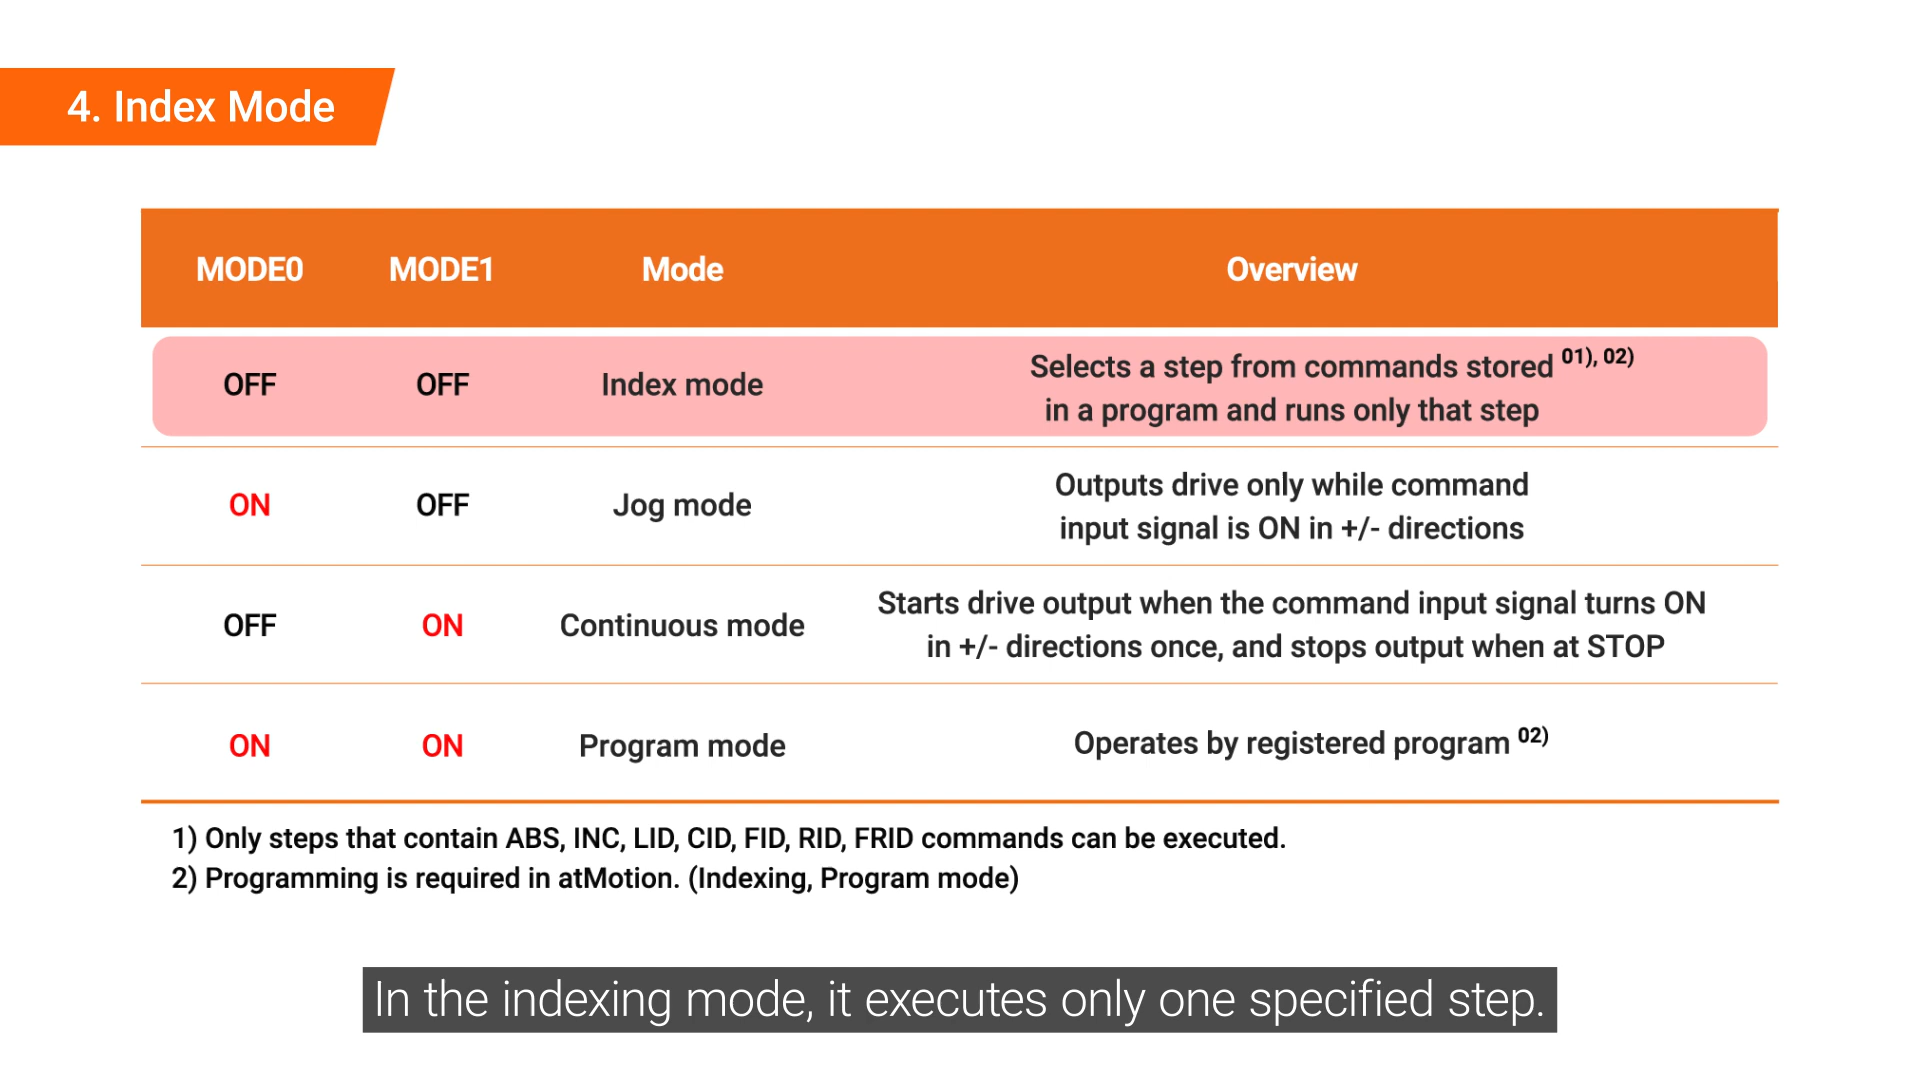 4. Index Mode
MODE0 MODE1 Mode Overview
OFF OFF Index mode Selects a step from commands stored 01), 02)
in a program and runs only that step
ON OFF Jog mode Outputs drive only while command
input signal is ON in +/- directions
OFF ON Continuous mode Starts drive output when the command input signal turns ON
in +/- directions once, and stops output when at STOP
ON ON Program mode Operates by registered program 02)
1) Only steps that contain ABS, INC, LID, CID, FID, RID, FRID commands can be executed.
2) Programming is required in atMotion. (Indexing, Program mode)
In the indexing mode, it executes only one specified step.